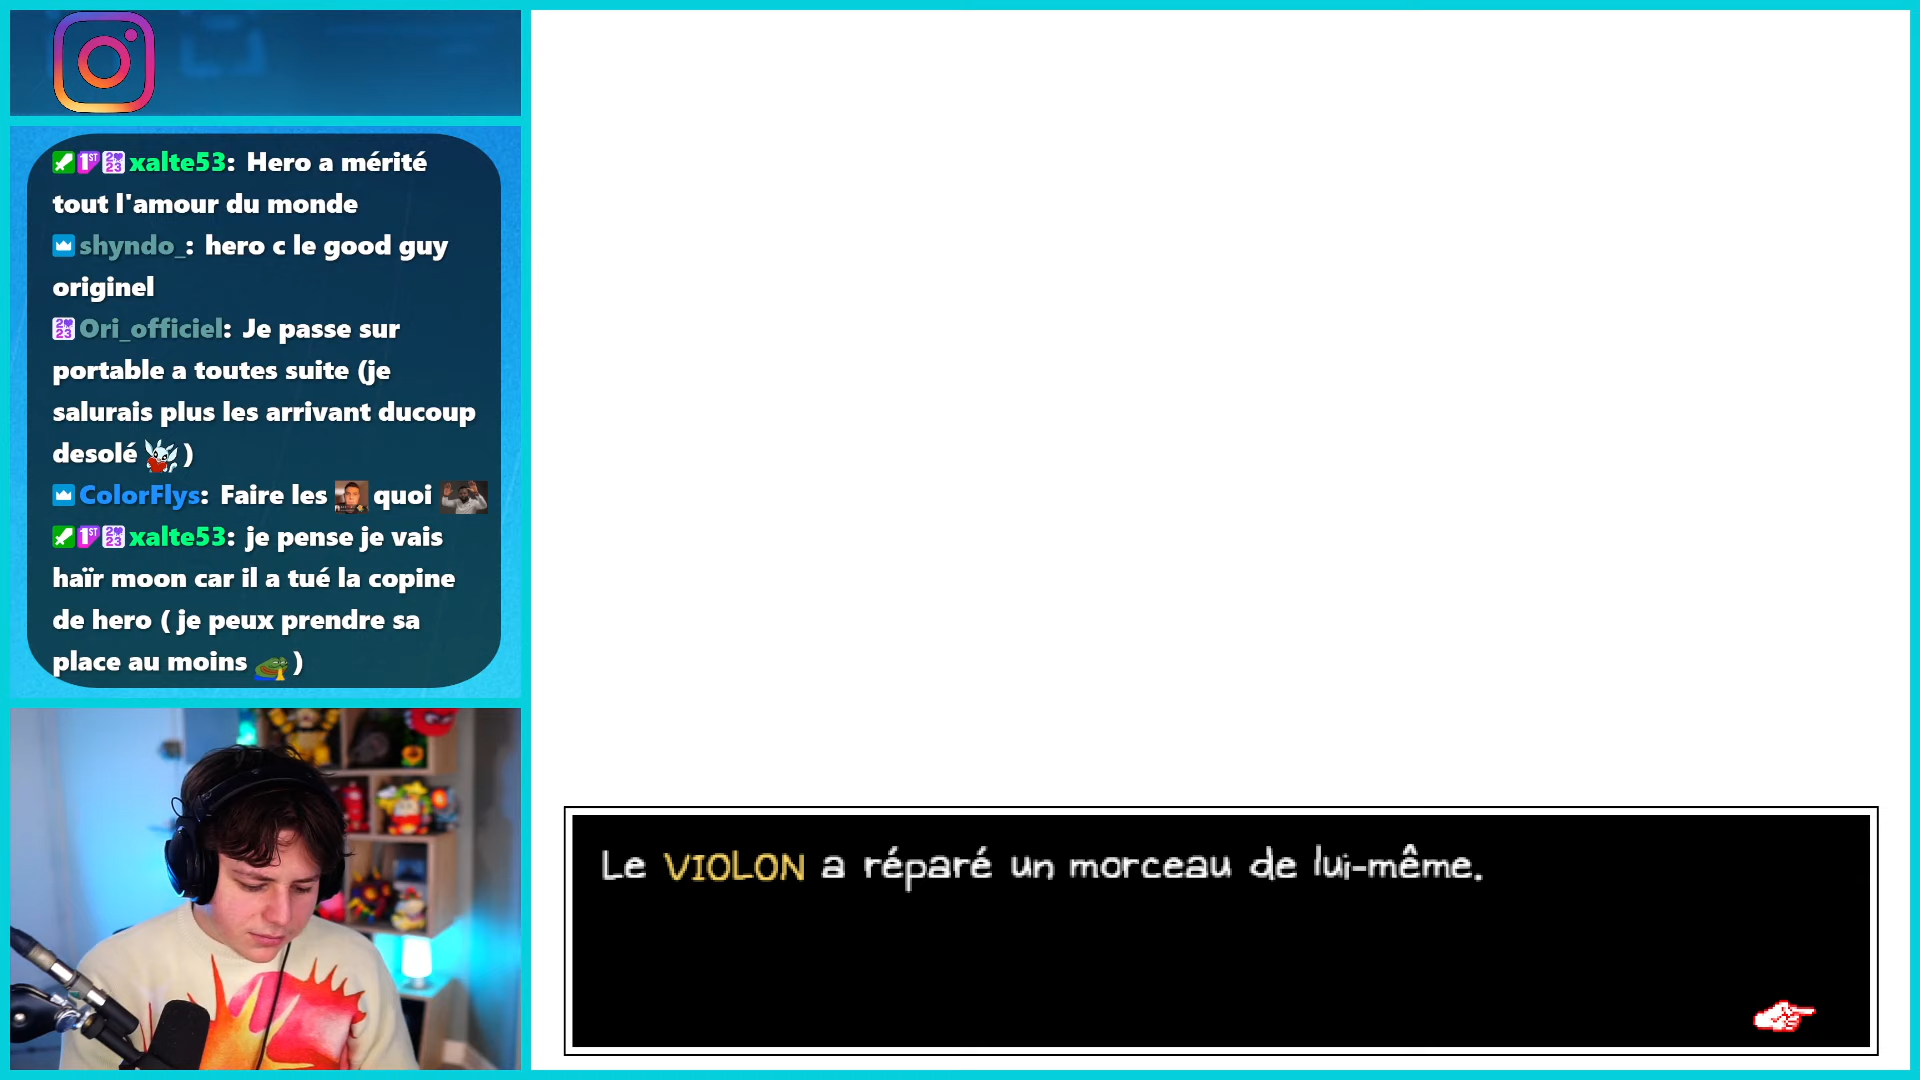 xalte53: Hero a mérité
tout l'amour du monde
shyndo_: hero c le good guy
originel
Ori_officiel: Je passe sur
portable a toutes suite (je
salurais plus les arrivant ducoup
desolé )
ColorFlys: Faire les quoi
xalte53: je pense je vais
haïr moon car il a tué la copine
de hero ( je peux prendre sa
place au moins )
Le VIOLON a réparé un morceau de lui-même.